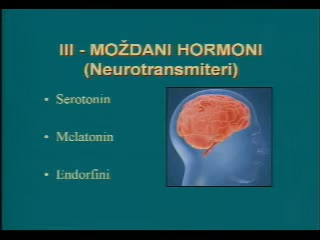 III - MOŽDANI HORMONI
(Neurotransmiteri)
• Serotonin
• Melatonin
• Endorfini